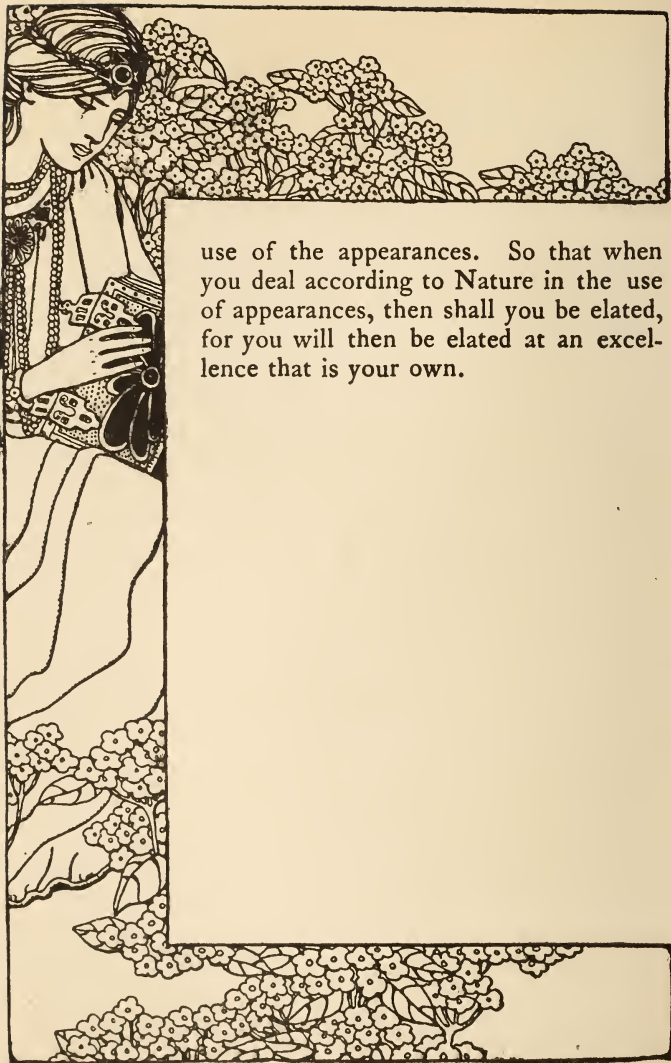 use of the appearances. So that when
you deal according to Nature in the use
of appearances, then shall you be elated,
for you will then be elated at an excel-
lence that is your own.